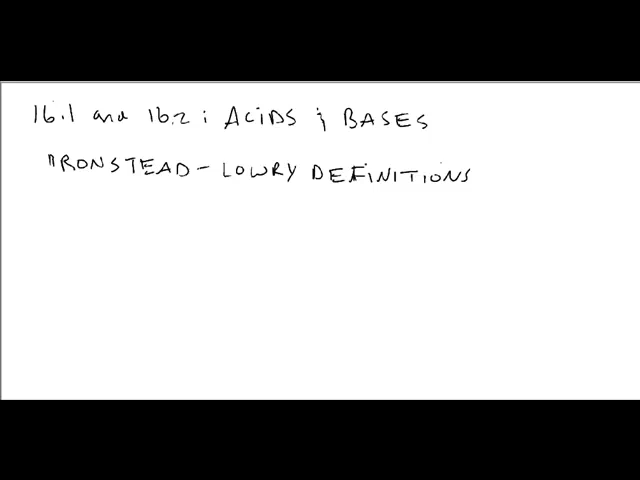 16.1 and 16.2 : ACIDS & BASES
BRONSTEAD - LOWRY DEFINITIONS